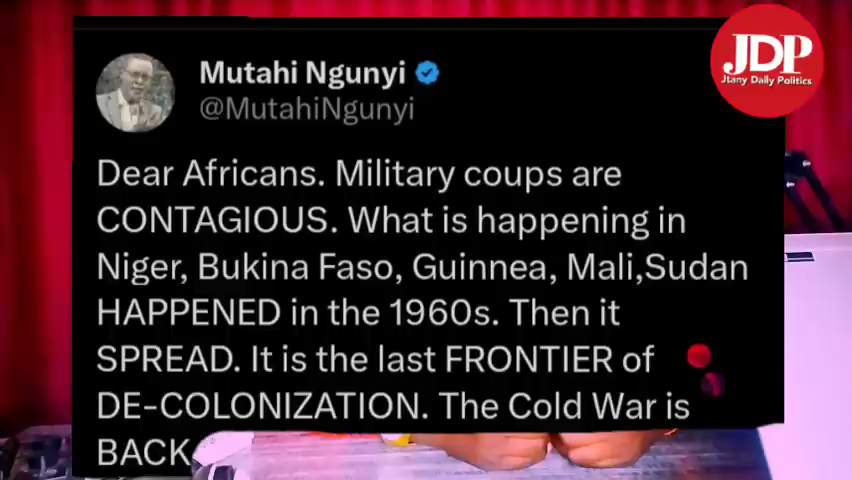 JDP
Jtany Daily Politics
Mutahi Ngunyi
@MutahiNgunyi
Dear Africans. Military coups are
CONTAGIOUS. What is happening in
Niger, Bukina Faso, Guinnea, Mali,Sudan
HAPPENED in the 1960s. Then it
SPREAD. It is the last FRONTIER of
DE-COLONIZATION. The Cold War is
BACK